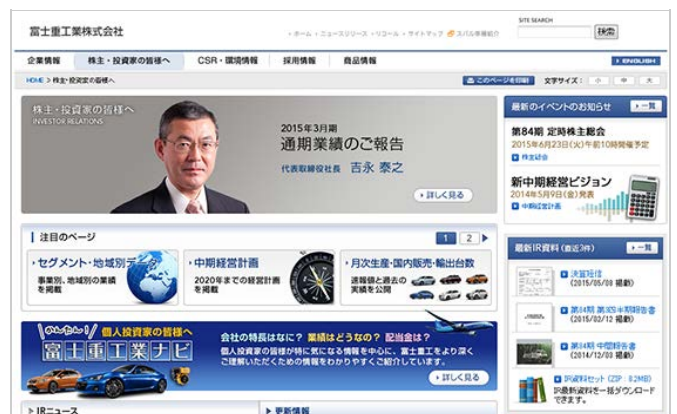 SITE SEARCH
富士重工業株式会社
ホーム
ニュースリリース
リコール
サイトマップ
スバル車種紹介
検索
企業情報
株主・投資家の皆様へ
CSR・環境情報
採用情報
商品情報
ENGLISH
HOME > 株主・投資家の皆様へ
このページを印刷
文字サイズ：
小 中 大
株主・投資家の皆様へ
INVESTOR RELATIONS
2015年3月期
通期業績のご報告
代表取締役社長 吉永 泰之
詳しく見る
最新のイベントのお知らせ
一覧
第84期 定時株主総会
2015年6月23日(火)午前10時開催予定
株主総会
新中期経営ビジョン
2014年5月9日(金)発表
中期経営計画
注目のページ
1 2
セグメント・地域別データ
事業別、地域別の業績
を掲載
中期経営計画
2020年までの経営計画
を掲載
月次生産・国内販売・輸出台数
速報値と過去の
実績を公開
最新IR資料 (直近3件)
一覧
決算短信
(2015/05/08 掲載)
第84期 第3四半期報告書
(2015/02/12 掲載)
第84期 中間報告書
(2014/12/03 掲載)
IR資料セット (ZIP : 8.2MB)
IR最新資料を一括ダウンロード
できます。
かんたん！
個人投資家の皆様へ
富士重工業ナビ
会社の特長はなに？ 業績はどうなの？ 配当金は？
個人投資家の皆様が特に気になる情報を中心に、富士重工をより深く
ご理解いただくための情報をわかりやすくご紹介しています。
詳しく見る
IRニュース
更新情報